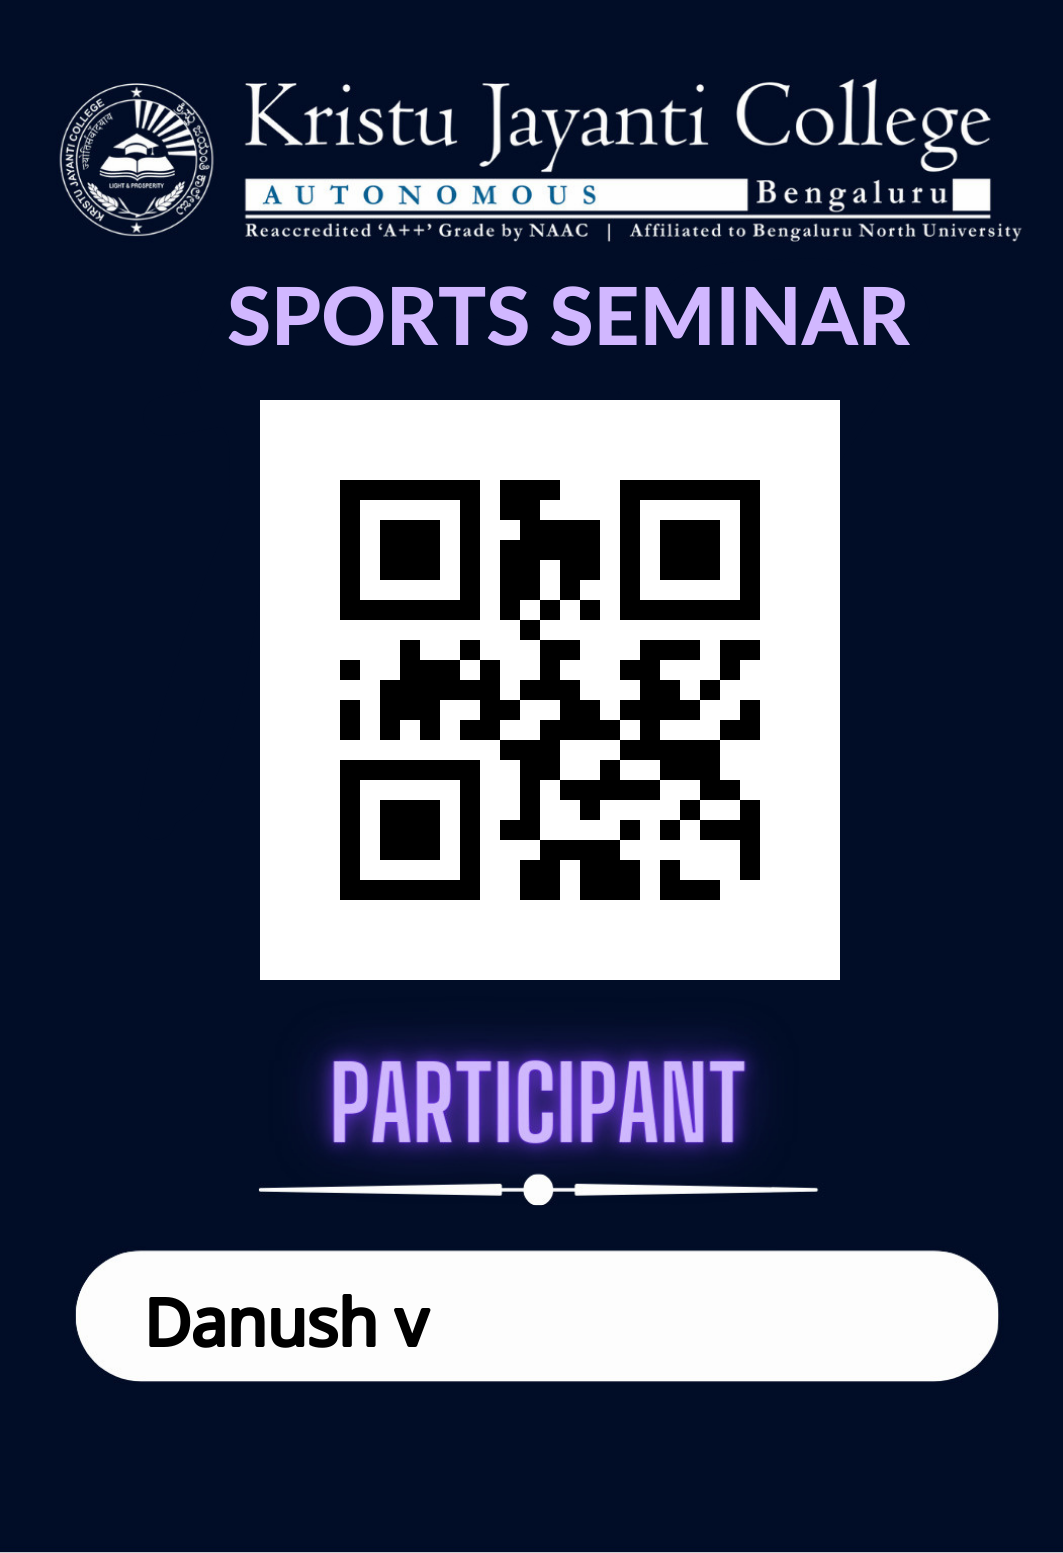 KRISTU JAYANTI COLLEGE
LIGHT & PROSPERITY
Kristu Jayanti College
AUTONOMOUS Bengaluru
Reaccredited ‘A++’ Grade by NAAC | Affiliated to Bengaluru North University
SPORTS SEMINAR
PARTICIPANT
Danush v